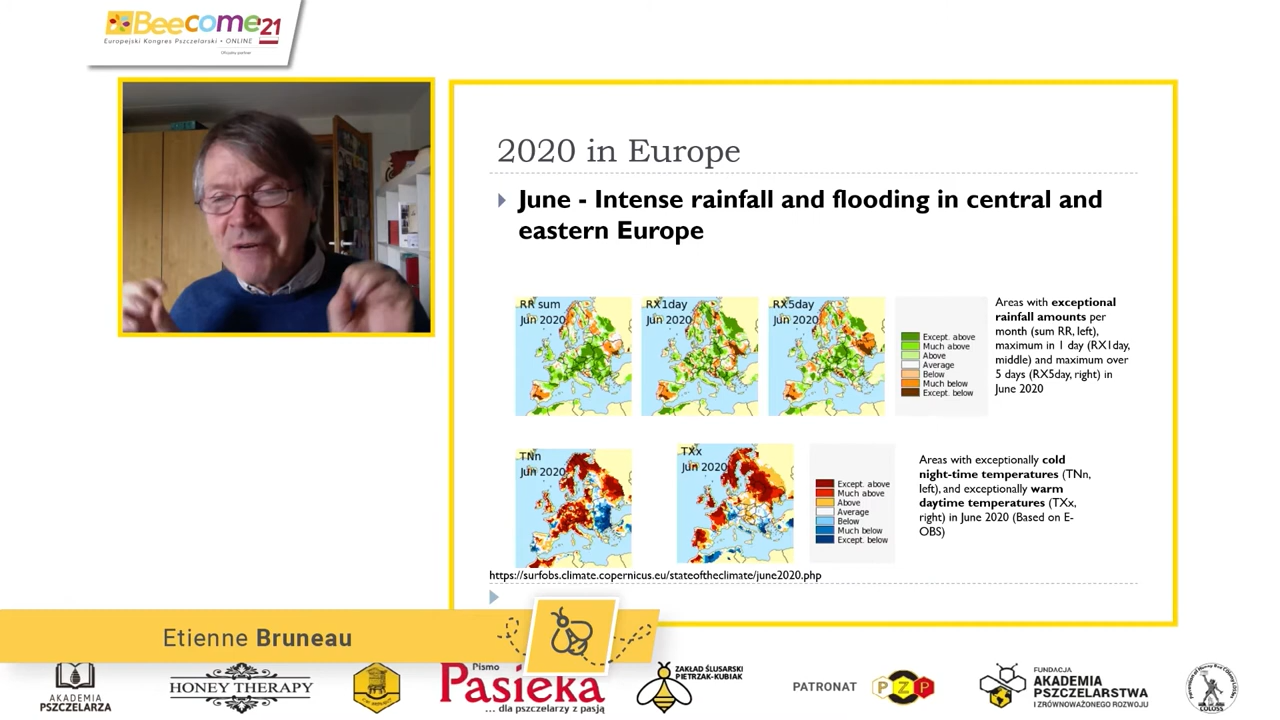 Beecome'21
Europejski Kongres Pszczelarski • ONLINE
2020 in Europe
June - Intense rainfall and flooding in central and
eastern Europe
RR sum
Jun 2020
RX1day
Jun 2020
RX5day
Jun 2020
Except. above
Much above
Above
Average
Below
Much below
Except. below
Areas with exceptional
rainfall amounts per
month (sum RR, left),
maximum in 1 day (RX1day,
middle) and maximum over
5 days (RX5day, right) in
June 2020
TNn
Jun 2020
TXx
Jun 2020
Except. above
Much above
Above
Average
Below
Much below
Except. below
Areas with exceptionally cold
night-time temperatures (TNn,
left), and exceptionally warm
daytime temperatures (TXx,
right) in June 2020 (Based on E-
OBS)
https://surfobs.climate.copernicus.eu/stateoftheclimate/june2020.php
Etienne Bruneau
AKADEMIA
PSZCZELARZA
HONEY THERAPY
Pismo
Pasieka
... dla pszczelarzy z pasją
ZAKŁAD ŚLUSARSKI
PIETRZAK-KUBIAK
PATRONAT
PZP
FUNDACJA
AKADEMIA
PSZCZELARSTWA
I ZRÓWNOWAŻONEGO ROZWOJU
COLOSS